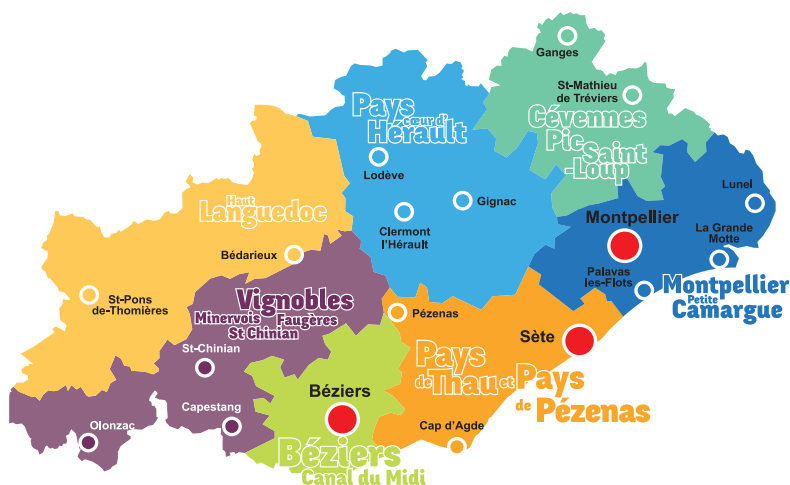 Ganges
St-Mathieu
de Tréviers
Cévennes
Pic
Saint
-Loup
Pays
cœur d'
Hérault
Lodève
Gignac
Clermont
l'Hérault
Haut
Languedoc
Bédarieux
St-Pons
de-Thomières
Lunel
Montpellier
La Grande
Motte
Palavas
les-Flots
Montpellier
Petite
Camargue
Vignobles
Minervois Faugères
St Chinian
St-Chinian
Capestang
Olonzac
Pézenas
Sète
Pays
de Thau et Pays
de Pézenas
Cap d'Agde
Béziers
Béziers
Canal du Midi